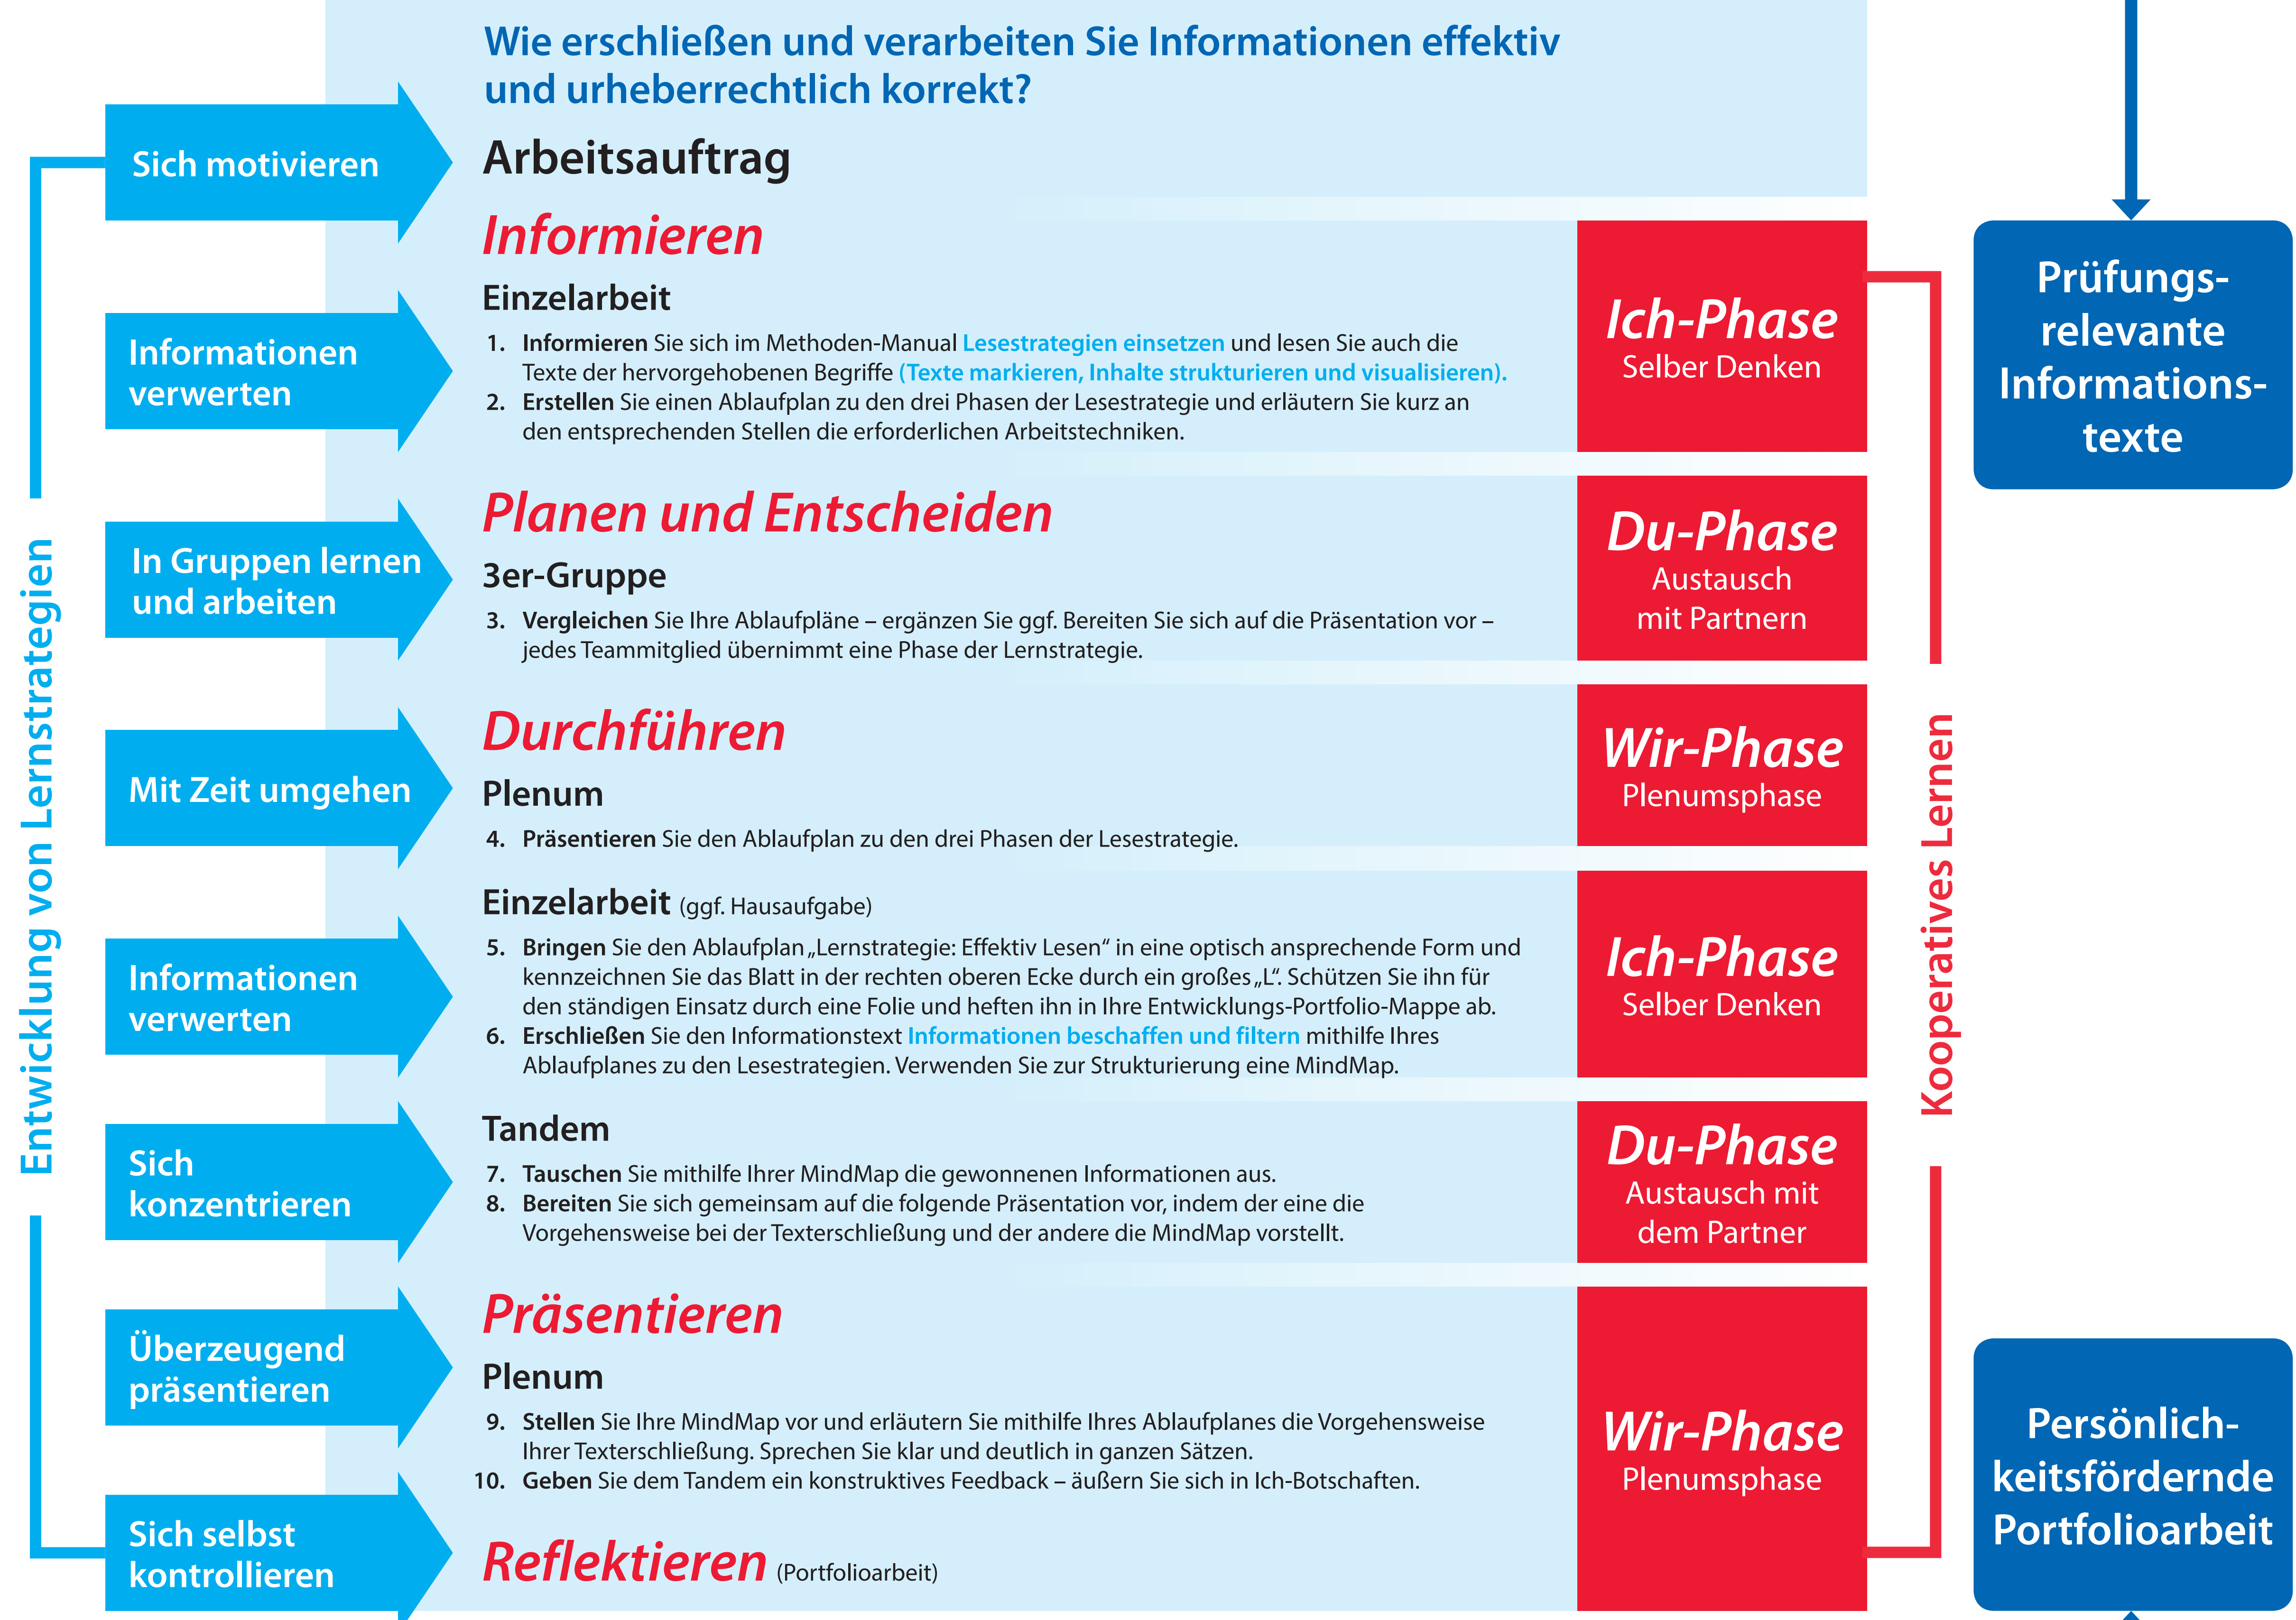 Wie erschließen und verarbeiten Sie Informationen effektiv
und urheberrechtlich korrekt?
Arbeitsauftrag
Informieren
Einzelarbeit
1. Informieren Sie sich im Methoden-Manual Lesestrategien einsetzen und lesen Sie auch die
Texte der hervorgehobenen Begriffe (Texte markieren, Inhalte strukturieren und visualisieren).
2. Erstellen Sie einen Ablaufplan zu den drei Phasen der Lesestrategie und erläutern Sie kurz an
den entsprechenden Stellen die erforderlichen Arbeitstechniken.
Planen und Entscheiden
3er-Gruppe
3. Vergleichen Sie Ihre Ablaufpläne – ergänzen Sie ggf. Bereiten Sie sich auf die Präsentation vor –
jedes Teammitglied übernimmt eine Phase der Lernstrategie.
Durchführen
Plenum
4. Präsentieren Sie den Ablaufplan zu den drei Phasen der Lesestrategie.
Einzelarbeit (ggf. Hausaufgabe)
5. Bringen Sie den Ablaufplan „Lernstrategie: Effektiv Lesen“ in eine optisch ansprechende Form und
kennzeichnen Sie das Blatt in der rechten oberen Ecke durch ein großes „L“. Schützen Sie ihn für
den ständigen Einsatz durch eine Folie und heften ihn in Ihre Entwicklungs-Portfolio-Mappe ab.
6. Erschließen Sie den Informationstext Informationen beschaffen und filtern mithilfe Ihres
Ablaufplanes zu den Lesestrategien. Verwenden Sie zur Strukturierung eine MindMap.
Tandem
7. Tauschen Sie mithilfe Ihrer MindMap die gewonnenen Informationen aus.
8. Bereiten Sie sich gemeinsam auf die folgende Präsentation vor, indem der eine die
Vorgehensweise bei der Texterschließung und der andere die MindMap vorstellt.
Präsentieren
Plenum
9. Stellen Sie Ihre MindMap vor und erläutern Sie mithilfe Ihres Ablaufplanes die Vorgehensweise
Ihrer Texterschließung. Sprechen Sie klar und deutlich in ganzen Sätzen.
10. Geben Sie dem Tandem ein konstruktives Feedback – äußern Sie sich in Ich-Botschaften.
Reflektieren (Portfolioarbeit)
Entwicklung von Lernstrategien
Sich motivieren
Informationen
verwerten
In Gruppen lernen
und arbeiten
Mit Zeit umgehen
Informationen
verwerten
Sich
konzentrieren
Überzeugend
präsentieren
Sich selbst
kontrollieren
Ich-Phase
Selber Denken
Du-Phase
Austausch
mit Partnern
Wir-Phase
Plenumsphase
Ich-Phase
Selber Denken
Du-Phase
Austausch mit
dem Partner
Wir-Phase
Plenumsphase
Kooperatives Lernen
Prüfungs-
relevante
Informations-
texte
Persönlich-
keitsfördernde
Portfolioarbeit